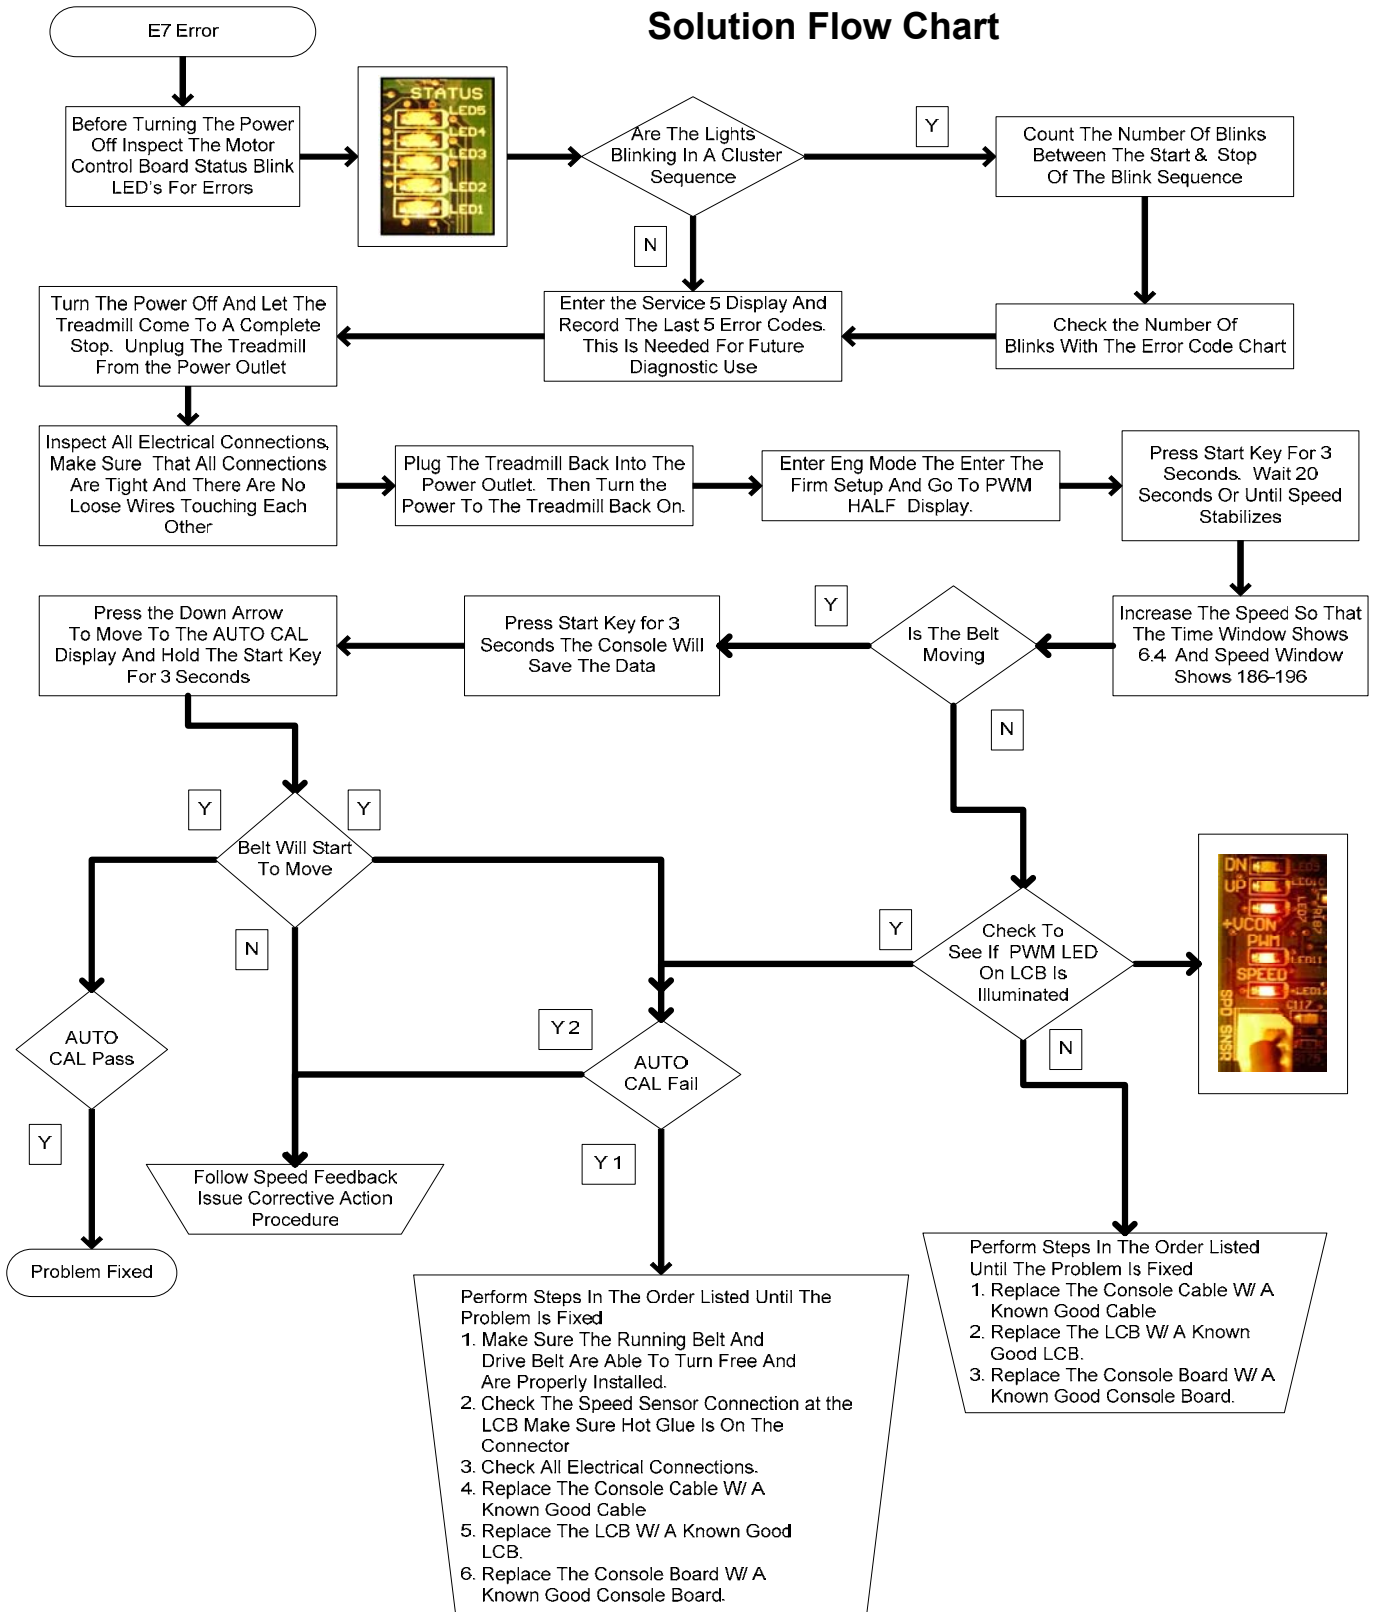 Solution Flow Chart
E7 Error
Before Turning The Power
Off Inspect The Motor
Control Board Status Blink
LED's For Errors
STATUS
LED5
LED4
LED3
LED2
LED1
Are The Lights
Blinking In A Cluster
Sequence
Y
Count The Number Of Blinks
Between The Start & Stop
Of The Blink Sequence
N
Check the Number Of
Blinks With The Error Code Chart
Enter the Service 5 Display And
Record The Last 5 Error Codes.
This Is Needed For Future
Diagnostic Use
Turn The Power Off And Let The
Treadmill Come To A Complete
Stop. Unplug The Treadmill
From the Power Outlet
Inspect All Electrical Connections,
Make Sure That All Connections
Are Tight And There Are No
Loose Wires Touching Each
Other
Plug The Treadmill Back Into The
Power Outlet. Then Turn the
Power To The Treadmill Back On.
Enter Eng Mode The Enter The
Firm Setup And Go To PWM
HALF Display.
Press Start Key For 3
Seconds. Wait 20
Seconds Or Until Speed
Stabilizes
Increase The Speed So That
The Time Window Shows
6.4 And Speed Window
Shows 186-196
Is The Belt
Moving
Y
Press Start Key for 3
Seconds The Console Will
Save The Data
Press the Down Arrow
To Move To The AUTO CAL
Display And Hold The Start Key
For 3 Seconds
N
Y
Y
Belt Will Start
To Move
N
Y
Check To
See If PWM LED
On LCB Is
Illuminated
N
DN
UP
LED10
LED7
+VCON
PWM
LED11
SPEED
C117
SPD SNSR
AUTO
CAL Pass
Y
Problem Fixed
Y 2
AUTO
CAL Fail
Y 1
Follow Speed Feedback
Issue Corrective Action
Procedure
Perform Steps In The Order Listed Until The
Problem Is Fixed
1. Make Sure The Running Belt And
Drive Belt Are Able To Turn Free And
Are Properly Installed.
2. Check The Speed Sensor Connection at the
LCB Make Sure Hot Glue Is On The
Connector
3. Check All Electrical Connections.
4. Replace The Console Cable W/ A
Known Good Cable
5. Replace The LCB W/ A Known Good
LCB.
6. Replace The Console Board W/ A
Known Good Console Board.
Perform Steps In The Order Listed
Until The Problem Is Fixed
1. Replace The Console Cable W/ A
Known Good Cable
2. Replace The LCB W/ A Known
Good LCB.
3. Replace The Console Board W/ A
Known Good Console Board.